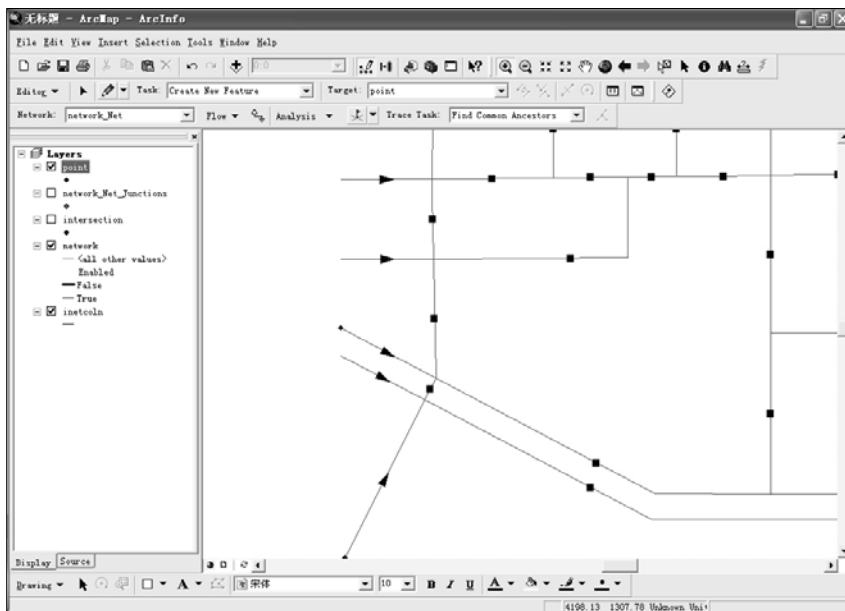 无标题 - ArcMap - ArcInfo
File Edit View Insert Selection Tools Window Help
0:0
Editor Task: Create New Feature Target: point
Network: network_Net Flow Analysis Trace Task: Find Common Ancestors
Layers
point
network_Net_Junctions
intersection
network
<all other values>
Enabled
False
True
inetcoln
Display Source
Drawing A 宋体 10 B I U A
4198.13 1307.78 Unknown Uni